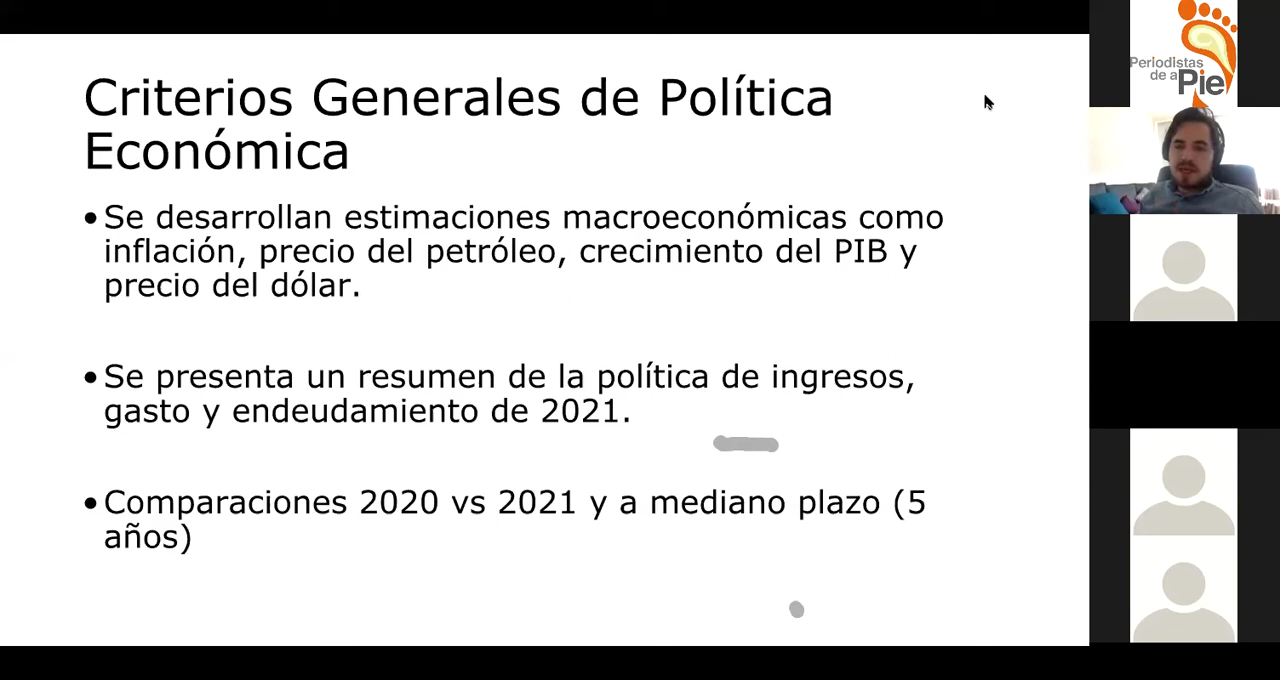 Criterios Generales de Política
Económica
•Se desarrollan estimaciones macroeconómicas como
inflación, precio del petróleo, crecimiento del PIB y
precio del dólar.
•Se presenta un resumen de la política de ingresos,
gasto y endeudamiento de 2021.
•Comparaciones 2020 vs 2021 y a mediano plazo (5
años)
Periodistas
de a
Pie